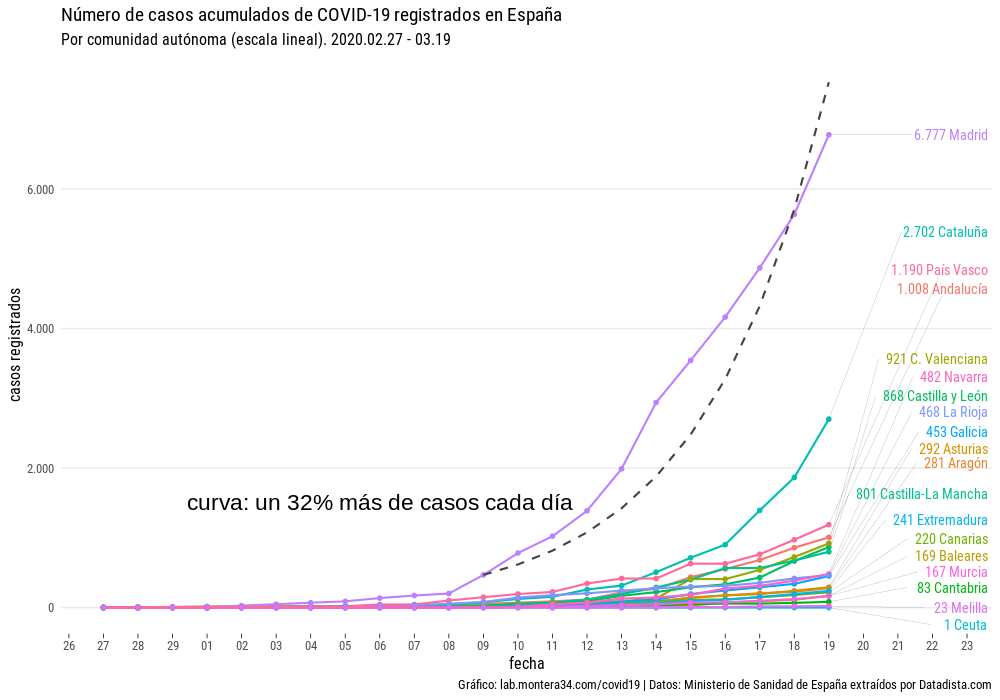 Número de casos acumulados de COVID-19 registrados en España
Por comunidad autónoma (escala lineal). 2020.02.27 - 03.19
6.777 Madrid
6.000
2.702 Cataluña
1.190 País Vasco
1.008 Andalucía
4.000
casos registrados
921 C. Valenciana
482 Navarra
868 Castilla y León
468 La Rioja
453 Galicia
292 Asturias
281 Aragón
2.000
801 Castilla-La Mancha
curva: un 32% más de casos cada día
241 Extremadura
220 Canarias
169 Baleares
167 Murcia
83 Cantabria
0
23 Melilla
1 Ceuta
26 27 28 29 01 02 03 04 05 06 07 08 09 10 11 12 13 14 15 16 17 18 19 20 21 22 23
fecha
Gráfico: lab.montera34.com/covid19 | Datos: Ministerio de Sanidad de España extraídos por Datadista.com